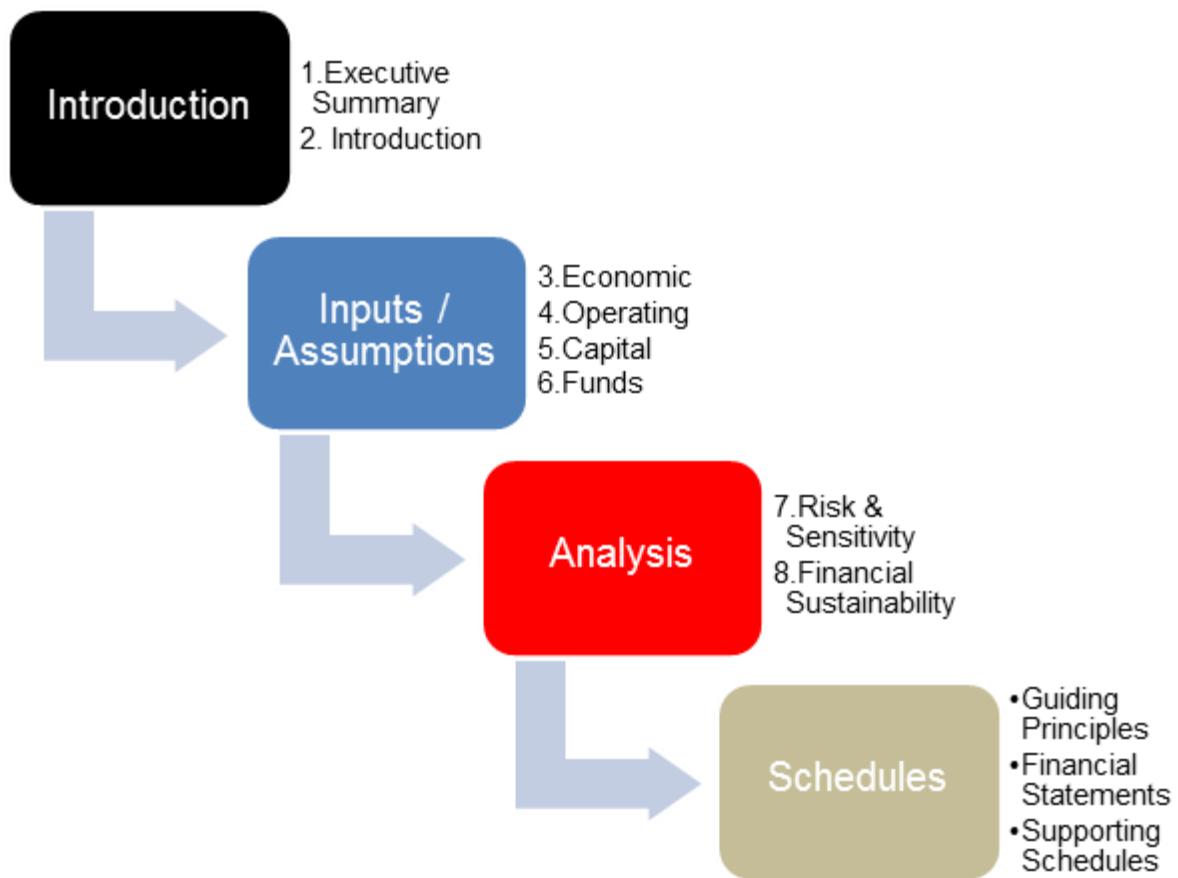 Introduction
1.Executive
Summary
2. Introduction
Inputs /
Assumptions
3.Economic
4.Operating
5.Capital
6.Funds
Analysis
7.Risk &
Sensitivity
8.Financial
Sustainability
Schedules
•Guiding
Principles
•Financial
Statements
•Supporting
Schedules